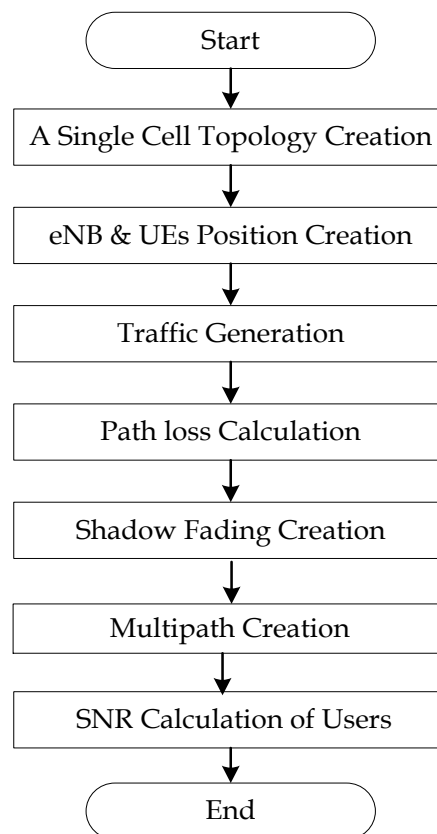 Start
A Single Cell Topology Creation
eNB & UEs Position Creation
Traffic Generation
Path loss Calculation
Shadow Fading Creation
Multipath Creation
SNR Calculation of Users
End